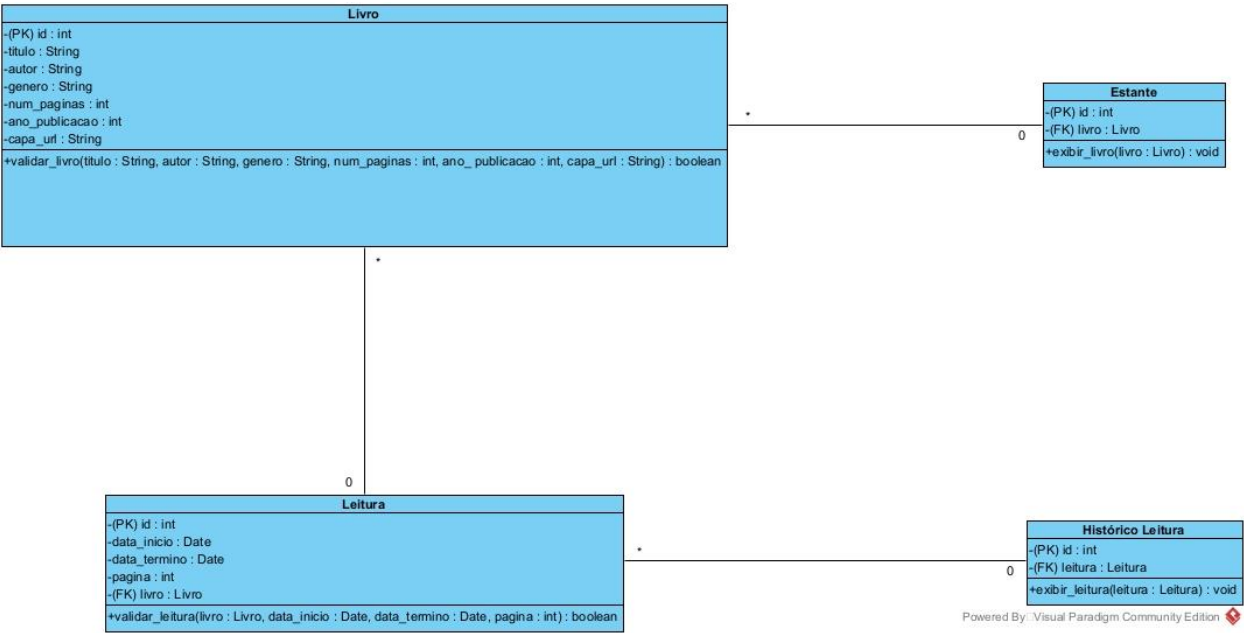 Livro
-(PK) id : int
-titulo : String
-autor : String
-genero : String
-num_paginas : int
-ano_publicacao : int
-capa_url : String
+validar_livro(titulo : String, autor : String, genero : String, num_paginas : int, ano_ publicacao : int, capa_url : String) : boolean
*
0
Estante
-(PK) id : int
-(FK) livro : Livro
+exibir_livro(livro : Livro) : void
*
0
Leitura
-(PK) id : int
-data_inicio : Date
-data_termino : Date
-pagina : int
-(FK) livro : Livro
+validar_leitura(livro : Livro, data_inicio : Date, data_termino : Date, pagina : int) : boolean
*
0
Histórico Leitura
-(PK) id : int
-(FK) leitura : Leitura
+exibir_leitura(leitura : Leitura) : void
Powered By Visual Paradigm Community Edition